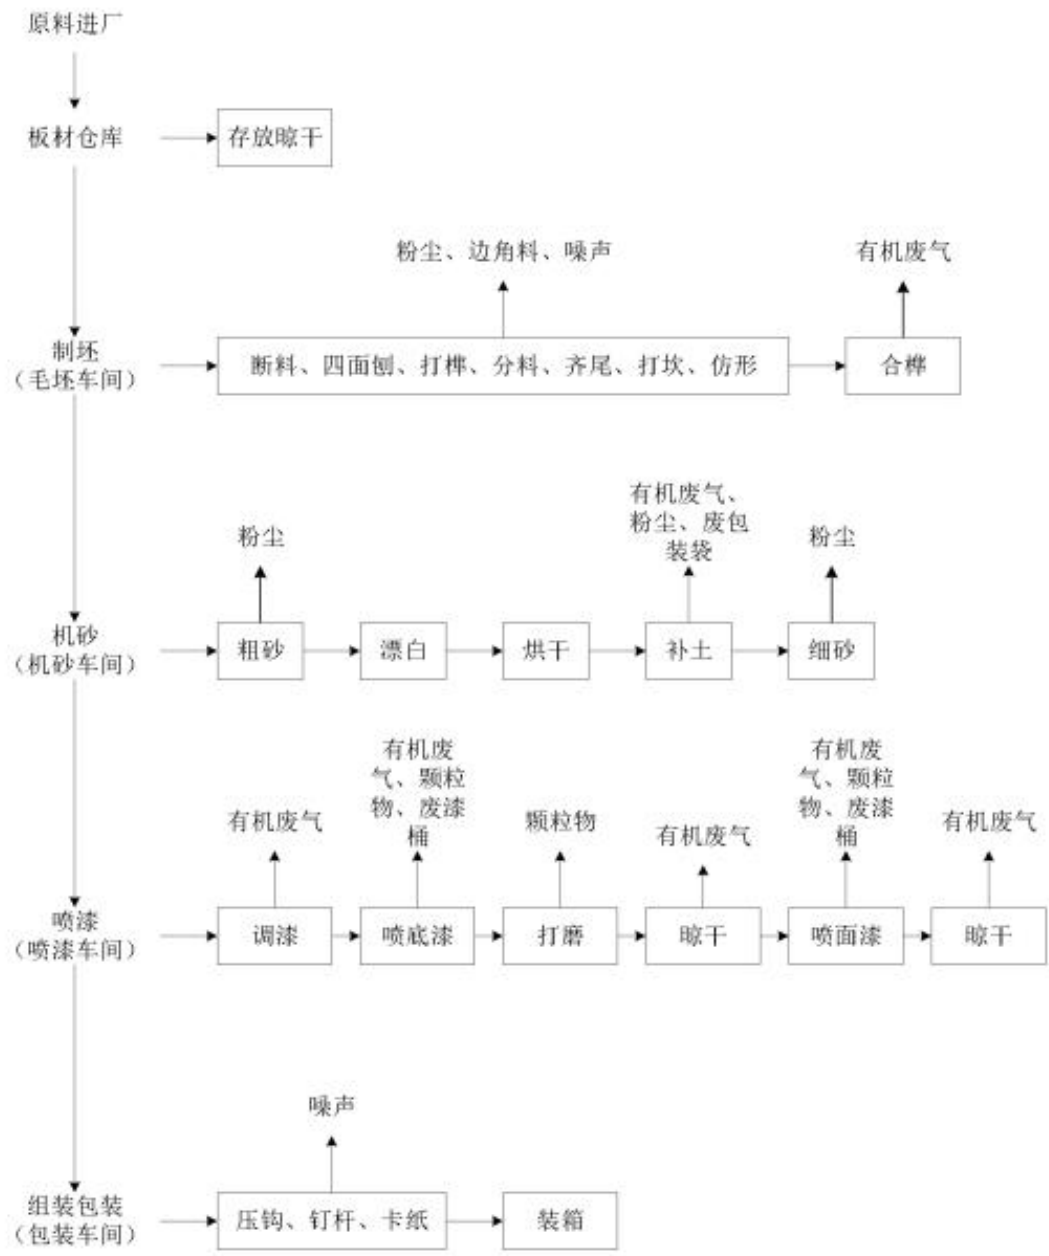 原料进厂
板材仓库
存放晾干
粉尘、边角料、噪声
有机废气
制坯
（毛坯车间）
断料、四面刨、打榫、分料、齐尾、打坎、仿形
合榫
粉尘
有机废气、
粉尘、废包
装袋
粉尘
机砂
（机砂车间）
粗砂
漂白
烘干
补土
细砂
有机废气
有机废
气、颗粒
物、废漆
桶
颗粒物
有机废气
有机废
气、颗粒
物、废漆
桶
有机废气
喷漆
（喷漆车间）
调漆
喷底漆
打磨
晾干
喷面漆
晾干
噪声
组装包装
（包装车间）
压钩、钉杆、卡纸
装箱